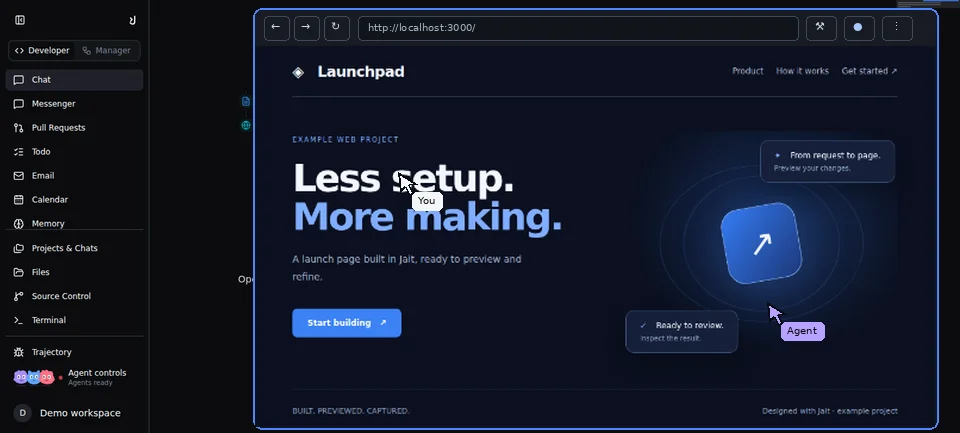 Developer
Manager
Chat
Messenger
Pull Requests
Todo
Email
Calendar
Memory
Projects & Chats
Files
Source Control
Terminal
Trajectory
Agent controls
Agents ready
D
Demo workspace
Ope
http://localhost:3000/
Launchpad
Product
How it works
Get started ↗
EXAMPLE WEB PROJECT
Less setup.
More making.
You
A launch page built in Jait, ready to preview and
refine.
Start building ↗
From request to page.
Preview your changes.
Ready to review.
Inspect the result.
Agent
BUILT. PREVIEWED. CAPTURED.
Designed with Jait · example project